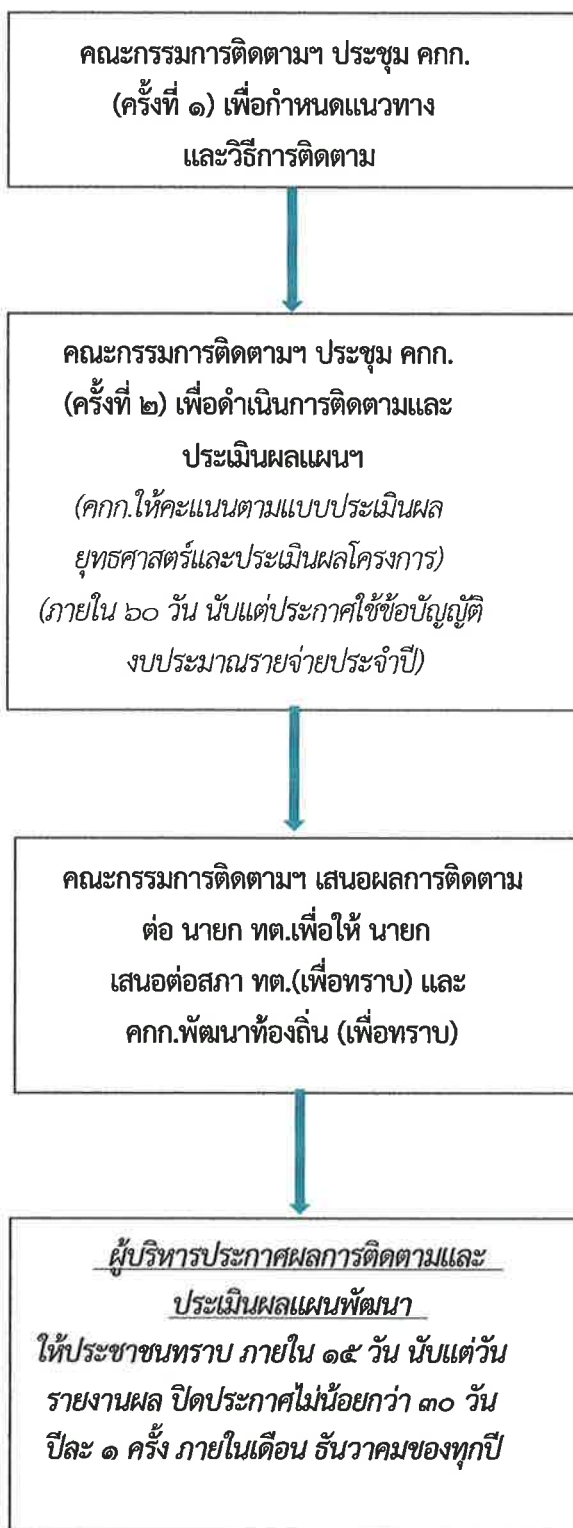 คณะกรรมการติดตามฯ ประชุม คกก.
(ครั้งที่ ๑) เพื่อกำหนดแนวทาง
และวิธีการติดตาม
คณะกรรมการติดตามฯ ประชุม คกก.
(ครั้งที่ ๒) เพื่อดำเนินการติดตามและ
ประเมินผลแผนฯ
(คกก.ให้คะแนนตามแบบประเมินผล
ยุทธศาสตร์และประเมินผลโครงการ)
(ภายใน ๖๐ วัน นับแต่ประกาศใช้ข้อบัญญัติ
งบประมาณรายจ่ายประจำปี)
คณะกรรมการติดตามฯ เสนอผลการติดตาม
ต่อ นายก ทต.เพื่อให้ นายก
เสนอต่อสภา ทต.(เพื่อทราบ) และ
คกก.พัฒนาท้องถิ่น (เพื่อทราบ)
ผู้บริหารประกาศผลการติดตามและ
ประเมินผลแผนพัฒนา
ให้ประชาชนทราบ ภายใน ๑๕ วัน นับแต่วัน
รายงานผล ปิดประกาศไม่น้อยกว่า ๓๐ วัน
ปีละ ๑ ครั้ง ภายในเดือน ธันวาคมของทุกปี